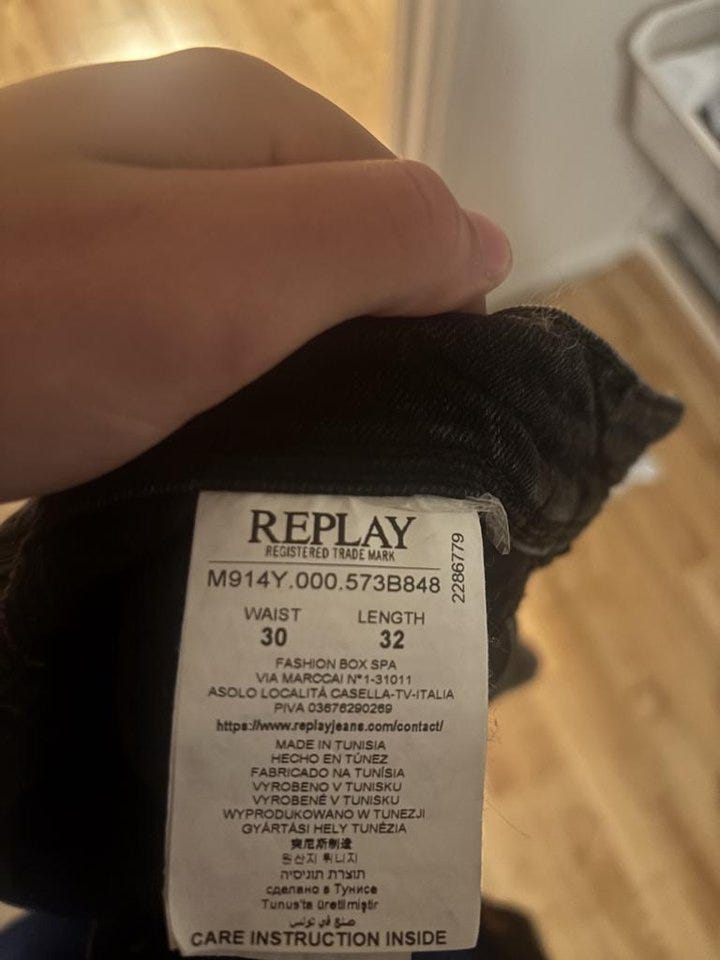 REPLAY
REGISTERED TRADE MARK
2286779
M914Y.000.573B848
WAIST LENGTH
30 32
FASHION BOX SPA
VIA MARCCAI N°1-31011
ASOLO LOCALITÀ CASELLA-TV-ITALIA
PIVA 03676290269
https://www.replayjeans.com/contact/
MADE IN TUNISIA
HECHO EN TÚNEZ
FABRICADO NA TUNÍSIA
VYROBENO V TUNISKU
VYROBENÉ V TUNISKU
WYPRODUKOWANO W TUNEZJI
GYÁRTÁSI HELY TUNÉZIA
突尼斯制造
원산지 튀니지
תוצרת תוניסיה
сделано в Тунисе
Tunus'ta üretilmiştir
صنع في تونس
CARE INSTRUCTION INSIDE